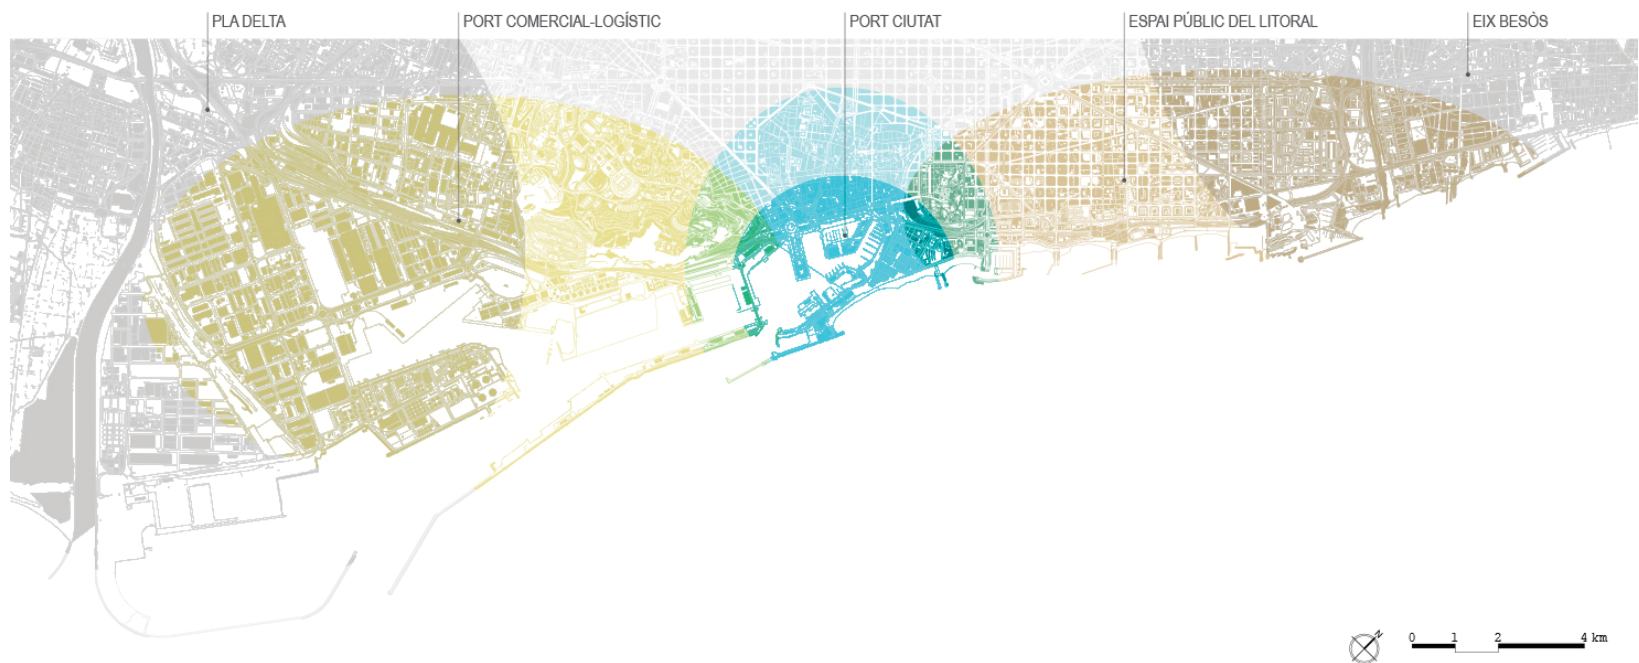 PLA DELTA
PORT COMERCIAL-LOGÍSTIC
PORT CIUTAT
ESPAI PÚBLIC DEL LITORAL
EIX BESÒS
N
0 1 2 4 km